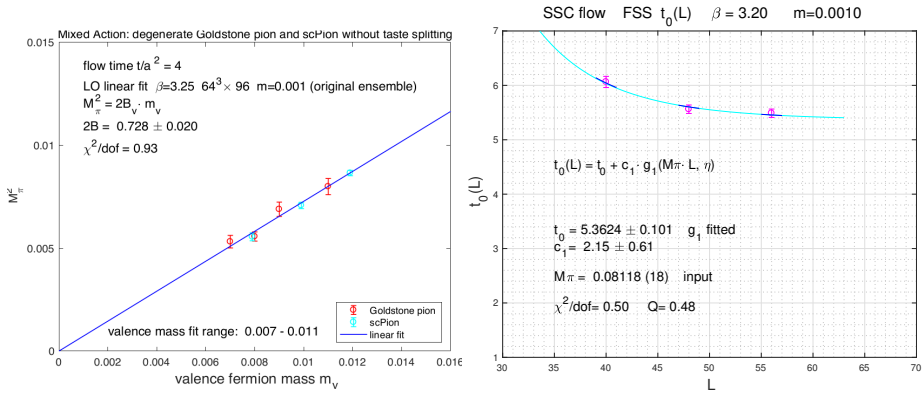 Mixed Action: degenerate Goldstone pion and scPion without taste splitting
0.015
flow time t/a² = 4
LO linear fit β=3.25 64³× 96 m=0.001 (original ensemble)
M²π = 2Bᵥ· mᵥ
2B = 0.728 ± 0.020
χ²/dof = 0.93
0.01
M²π
0.005
Goldstone pion
scPion
linear fit
valence mass fit range: 0.007 - 0.011
0
0 0.002 0.004 0.006 0.008 0.01 0.012 0.014 0.016
valence fermion mass mᵥ
SSC flow FSS t₀(L) β = 3.20 m=0.0010
7
6
5
4
3
2
1
t₀(L)
t₀(L) = t₀ + c₁· g₁(Mπ· L, η)
t₀ = 5.3624 ± 0.101 g₁ fitted
c₁= 2.15 ± 0.61
Mπ = 0.08118 (18) input
χ²/dof= 0.50 Q= 0.48
30 35 40 45 50 55 60 65 70
L